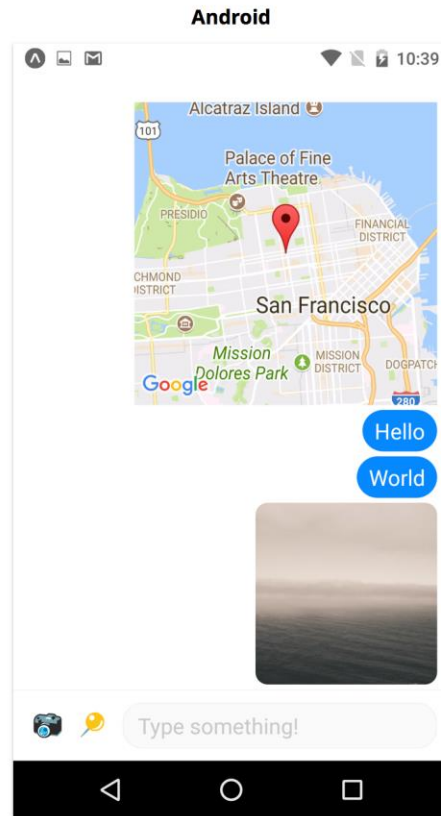 Android
10:39
Alcatraz Island
101
Palace of Fine
Arts Theatre
PRESIDIO
FINANCIAL
DISTRICT
CHMOND
ISTRICT
San Francisco
Mission
Dolores Park
MISSION
DISTRICT
DOGPATCH
Google
280
Hello
World
Type something!